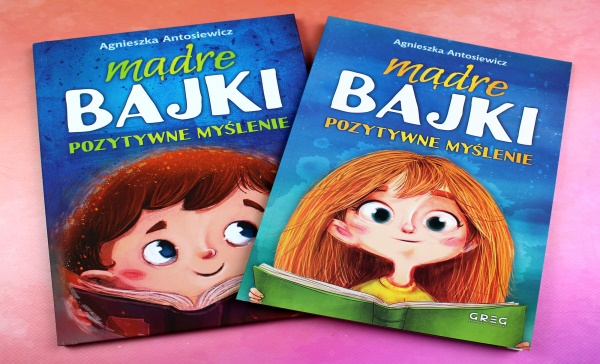 Agnieszka Antosiewicz
mądre
BAJKI
POZYTYWNE MYŚLENIE
Agnieszka Antosiewicz
mądre
BAJKI
POZYTYWNE MYŚLENIE
GREG